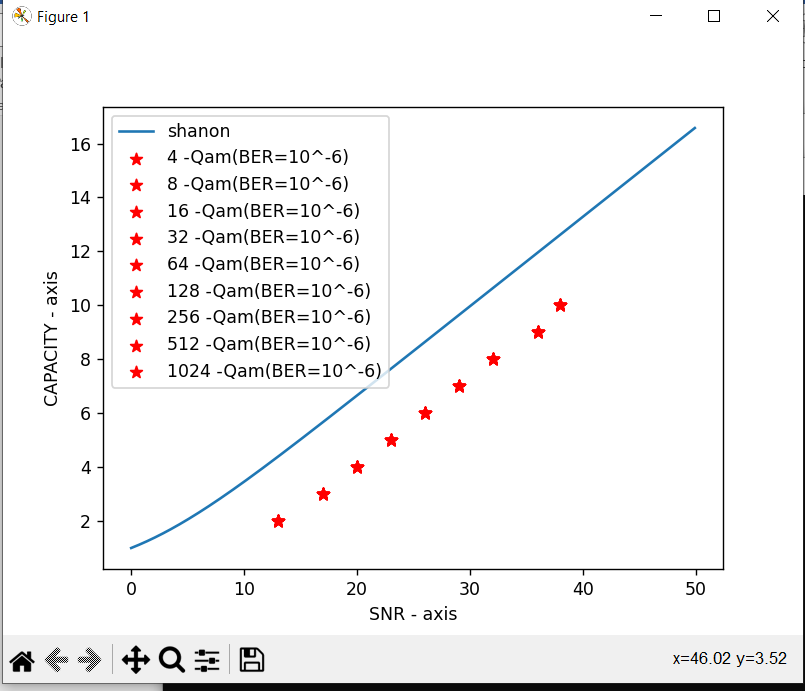 Figure 1
shanon
4 -Qam(BER=10^-6)
8 -Qam(BER=10^-6)
16 -Qam(BER=10^-6)
32 -Qam(BER=10^-6)
64 -Qam(BER=10^-6)
128 -Qam(BER=10^-6)
256 -Qam(BER=10^-6)
512 -Qam(BER=10^-6)
1024 -Qam(BER=10^-6)
16
14
12
10
8
6
4
2
CAPACITY - axis
0 10 20 30 40 50
SNR - axis
x=46.02 y=3.52